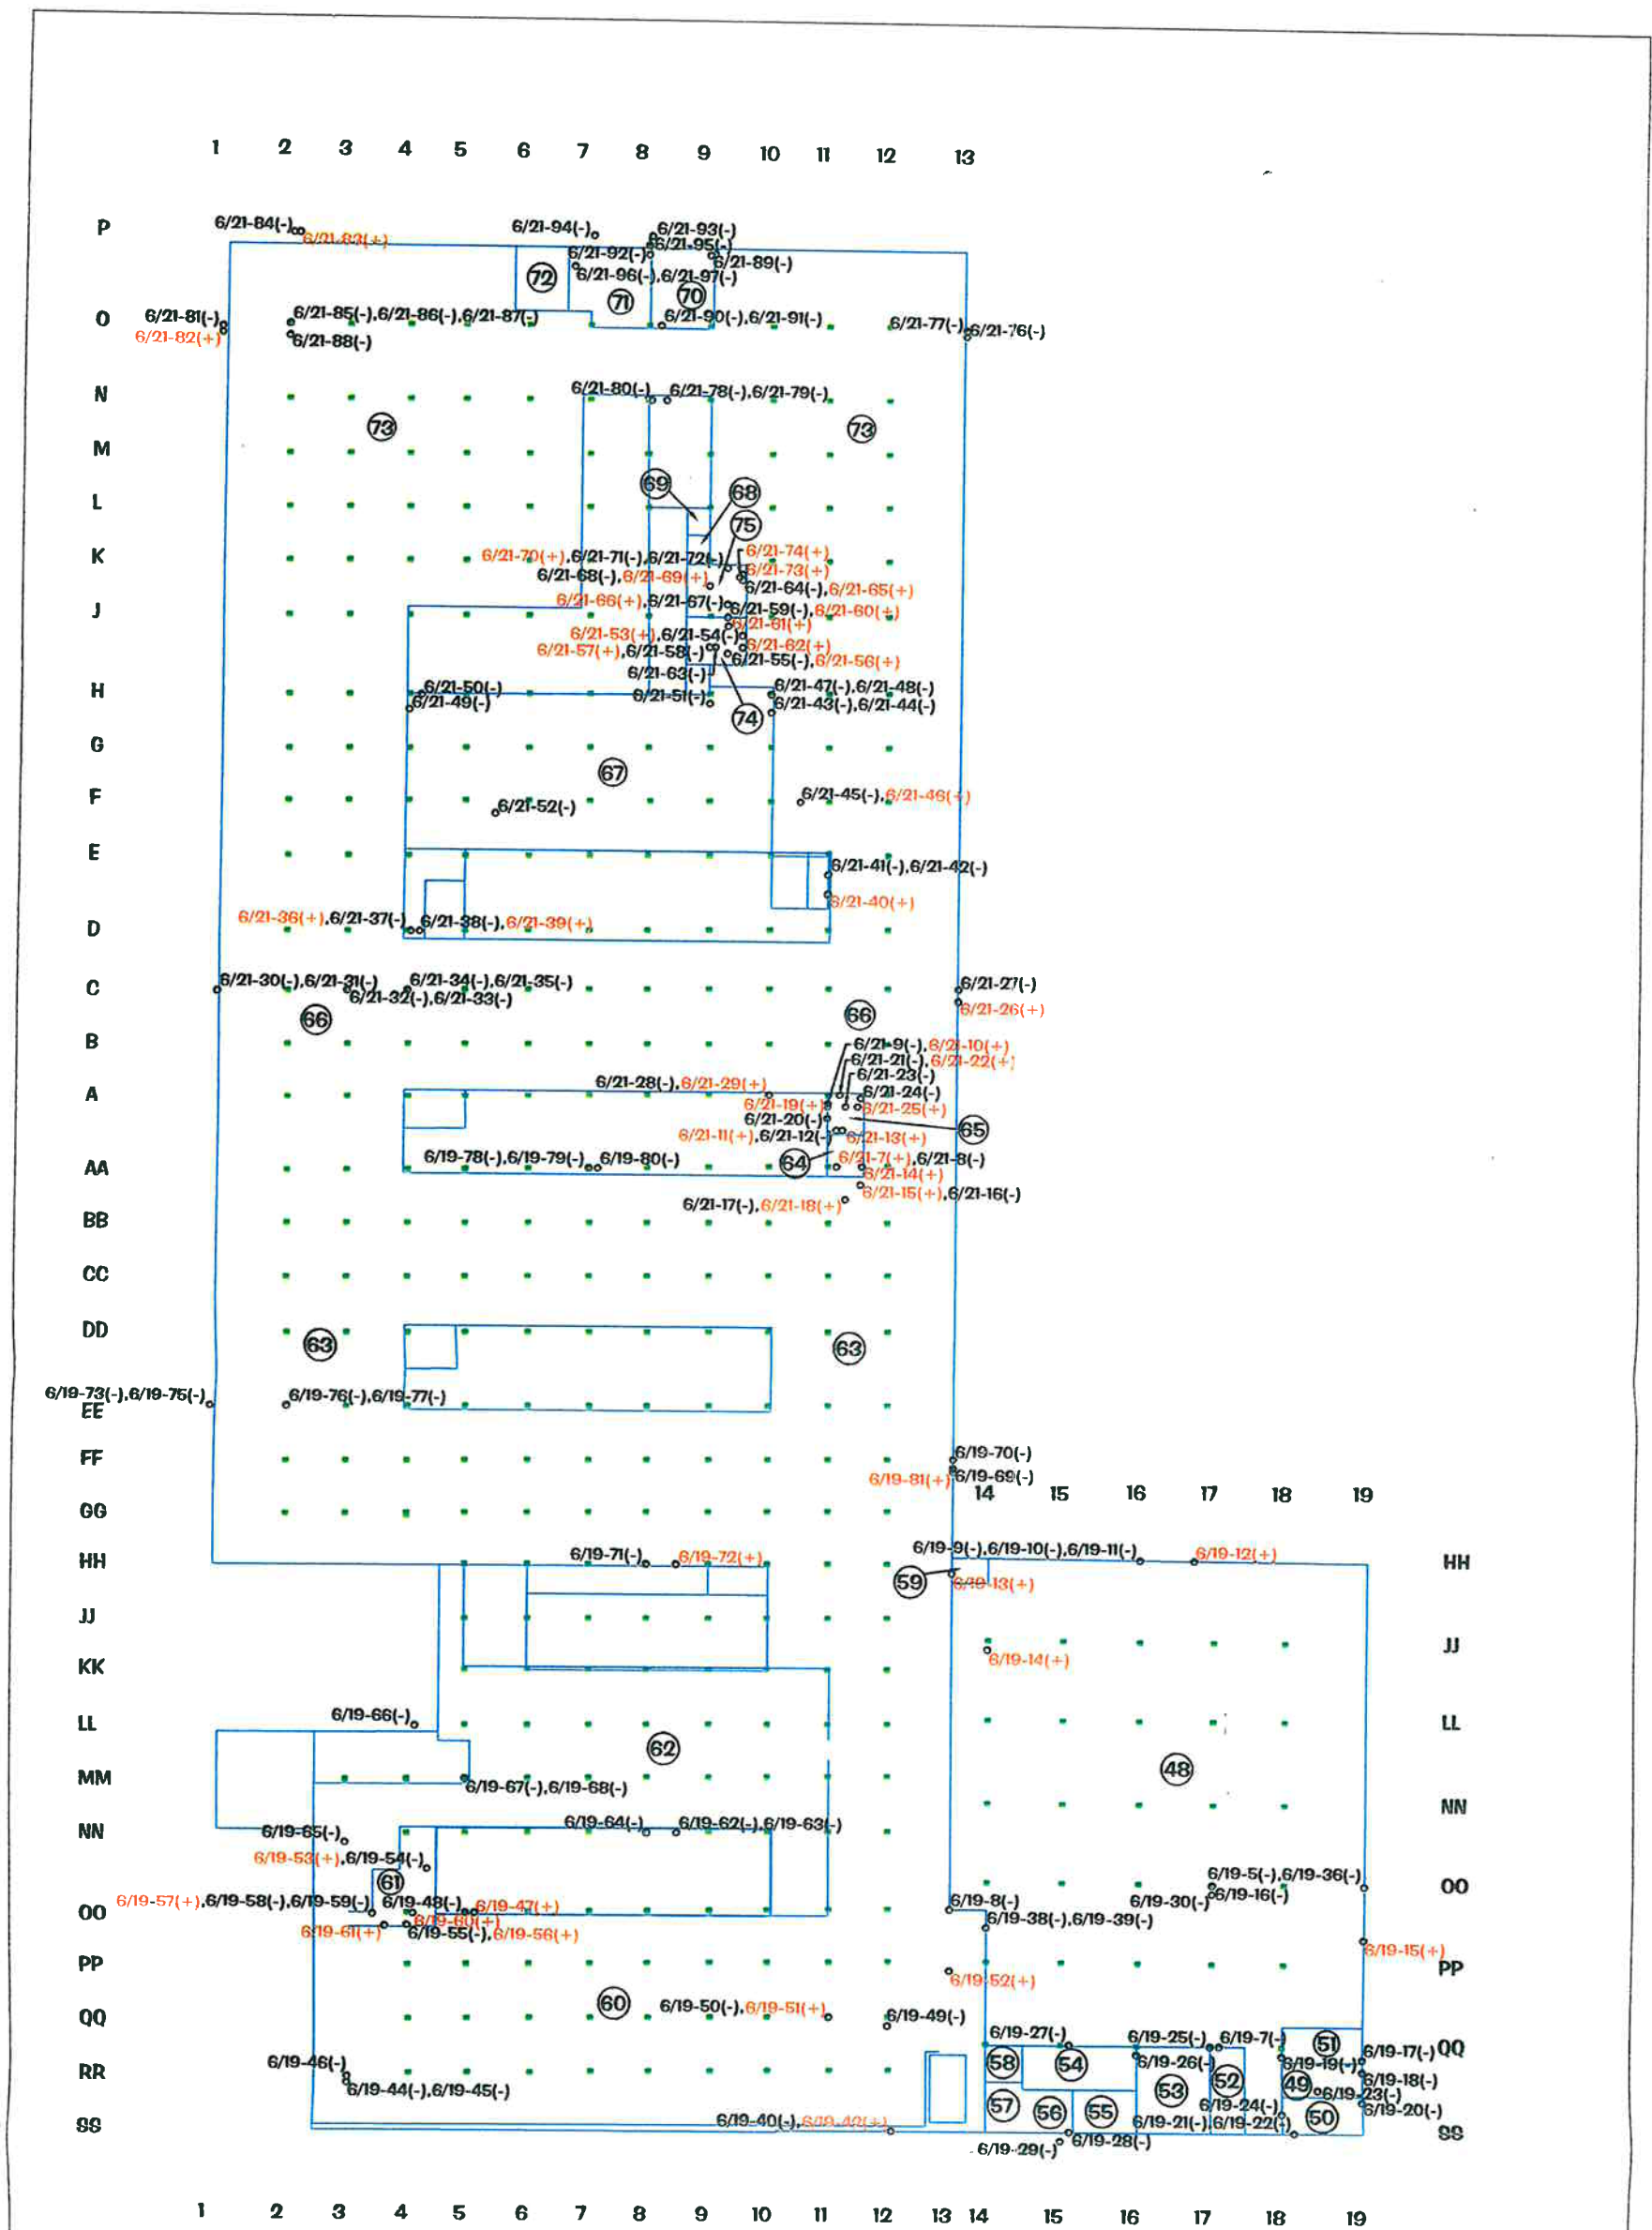 1 2 3 4 5 6 7 8 9 10 11 12 13
P 6/21-84(-) 6/21-83(+) 6/21-94(-) 6/21-93(-)
6/21-95(-)
6/21-92(-) 6/21-89(-)
72 6/21-96(-),6/21-97(-)
71 70
O 6/21-81(-) 6/21-85(-),6/21-86(-),6/21-87(-) 6/21-90(-),6/21-91(-) 6/21-77(-) 6/21-76(-)
6/21-82(+) 6/21-88(-)
N 6/21-80(-) 6/21-78(-),6/21-79(-)
73 73
M
69 68
L
75
K 6/21-70(+),6/21-71(-),6/21-72(-) 6/21-74(+)
6/21-73(+)
6/21-68(-),6/21-69(+) 6/21-64(-),6/21-65(+)
6/21-66(+),6/21-67(-) 6/21-59(-),6/21-60(+)
J 6/21-61(+)
6/21-53(+),6/21-54(-) 6/21-62(+)
6/21-57(+),6/21-58(-) 6/21-55(-),6/21-56(+)
6/21-63(-)
H 6/21-50(-) 6/21-51(-) 6/21-47(-),6/21-48(-)
6/21-49(-) 6/21-43(-),6/21-44(-)
74
G
67
F 6/21-52(-) 6/21-45(-),6/21-46(+)
E 6/21-41(-),6/21-42(-)
6/21-40(+)
D 6/21-36(+),6/21-37(-) 6/21-38(-),6/21-39(+)
C 6/21-30(-),6/21-31(-) 6/21-34(-),6/21-35(-) 6/21-27(-)
6/21-32(-),6/21-33(-) 6/21-26(+)
66 66
B 6/21-9(-),6/21-10(+)
6/21-21(-),6/21-22(+)
6/21-23(-)
A 6/21-28(-),6/21-29(+) 6/21-24(-)
6/21-19(+) 6/21-25(+)
6/21-20(-) 65
6/21-11(+),6/21-12(-) 6/21-13(+)
AA 6/19-78(-),6/19-79(-) 6/19-80(-) 64 6/21-7(+),6/21-8(-)
6/21-14(+)
6/21-15(+),6/21-16(-)
6/21-17(-),6/21-18(+)
BB
CC
DD
63 63
6/19-73(-),6/19-75(-) 6/19-76(-),6/19-77(-)
EE
FF 6/19-70(-)
6/19-81(+) 6/19-69(-)
14 15 16 17 18 19
GG
HH 6/19-71(-) 6/19-72(+) 6/19-9(-),6/19-10(-),6/19-11(-) 6/19-12(+) HH
59 6/19-13(+)
JJ JJ
6/19-14(+)
KK
LL 6/19-66(-) LL
62 48
MM 6/19-67(-),6/19-68(-)
NN 6/19-65(-) 6/19-64(-) 6/19-62(-),6/19-63(-) NN
6/19-53(+),6/19-54(-)
61 6/19-5(-),6/19-36(-) OO
6/19-57(+),6/19-58(-),6/19-59(-) 6/19-48(-) 6/19-47(+) 6/19-8(-) 6/19-30(-) 6/19-16(-)
OO 6/19-60(+) 6/19-38(-),6/19-39(-)
6/19-61(+) 6/19-55(-),6/19-56(+)
6/19-15(+)
PP PP
6/19-52(+)
60 6/19-50(-),6/19-51(+) 6/19-49(-)
QQ
6/19-27(-) 6/19-25(-) 6/19-7(-) 51 QQ
6/19-46(-) 58 54 6/19-26(-) 6/19-19(-) 6/19-17(-)
RR 6/19-44(-),6/19-45(-) 53 52 49 6/19-18(-)
6/19-23(-)
57 56 55 6/19-24(-) 50 6/19-20(-)
SS 6/19-40(-),6/19-42(+) 6/19-21(-) 6/19-22(-) SS
6/19-29(-) 6/19-28(-)
1 2 3 4 5 6 7 8 9 10 11 12 13 14 15 16 17 18 19